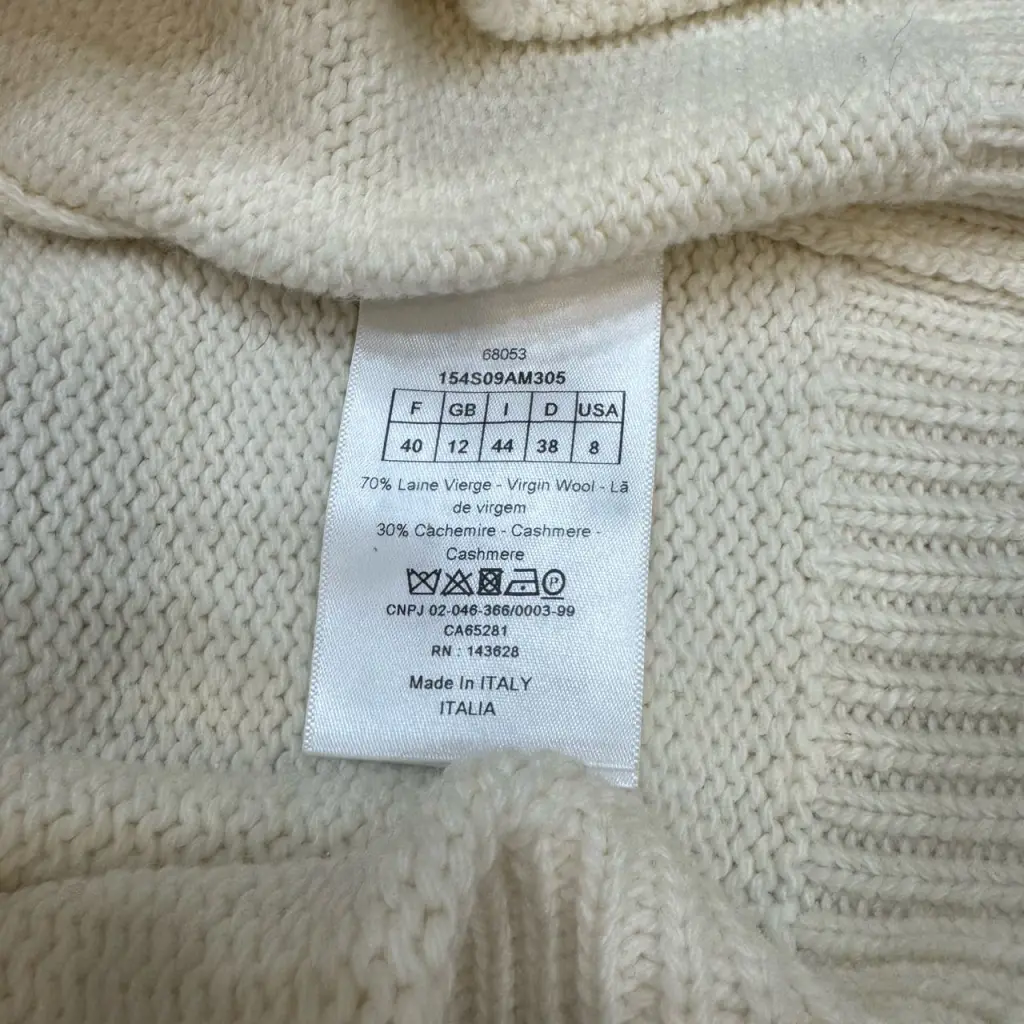 68053
154S09AM305
F GB I D USA
40 12 44 38 8
70% Laine Vierge - Virgin Wool - Lã
de virgem
30% Cachemire - Cashmere -
Cashmere
P
CNPJ 02-046-366/0003-99
CA65281
RN : 143628
Made In ITALY
ITALIA